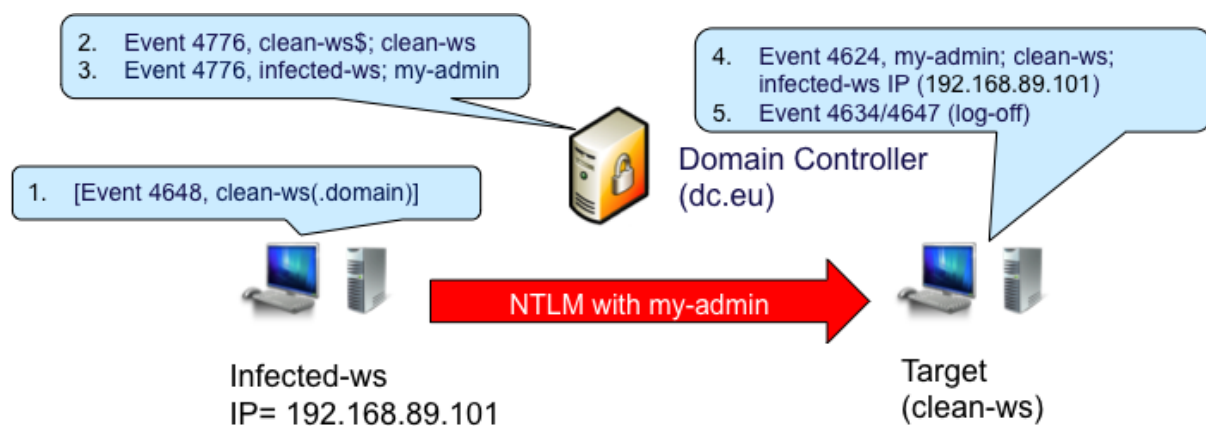 2. Event 4776, clean-ws$; clean-ws
3. Event 4776, infected-ws; my-admin
4. Event 4624, my-admin; clean-ws;
infected-ws IP (192.168.89.101)
5. Event 4634/4647 (log-off)
Domain Controller
(dc.eu)
1. [Event 4648, clean-ws(.domain)]
NTLM with my-admin
Infected-ws
IP= 192.168.89.101
Target
(clean-ws)